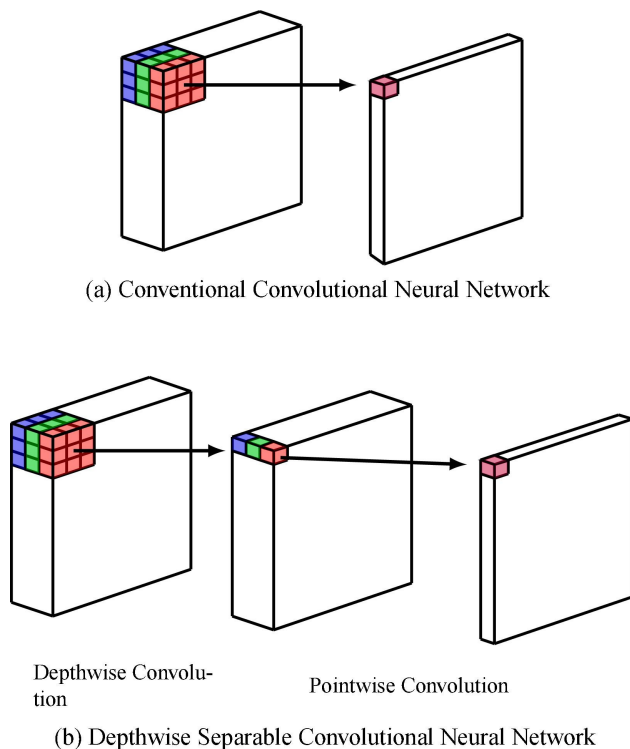 (a) Conventional Convolutional Neural Network
Depthwise Convolu-
tion
Pointwise Convolution
(b) Depthwise Separable Convolutional Neural Network